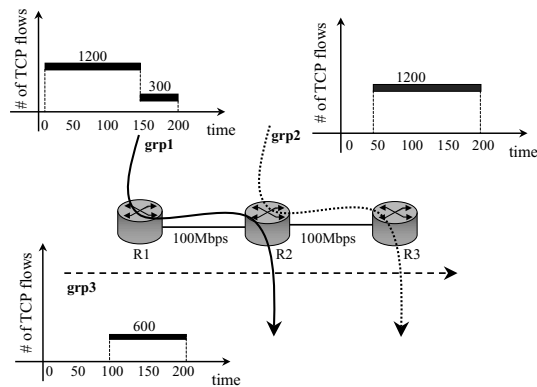 # of TCP flows
1200
300
0 50 100 150 200
time
# of TCP flows
1200
0 50 100 150 200
time
grp1
grp2
100Mbps
100Mbps
R1
R2
R3
grp3
# of TCP flows
600
0 50 100 150 200
time